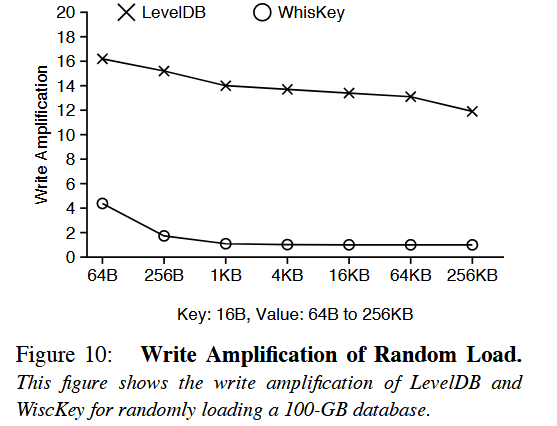 LevelDB WhisKey
20
18
16
14
12
10
8
6
4
2
0
Write Amplification
64B 256B 1KB 4KB 16KB 64KB 256KB
Key: 16B, Value: 64B to 256KB
Figure 10: Write Amplification of Random Load.
This figure shows the write amplification of LevelDB and
WiscKey for randomly loading a 100-GB database.